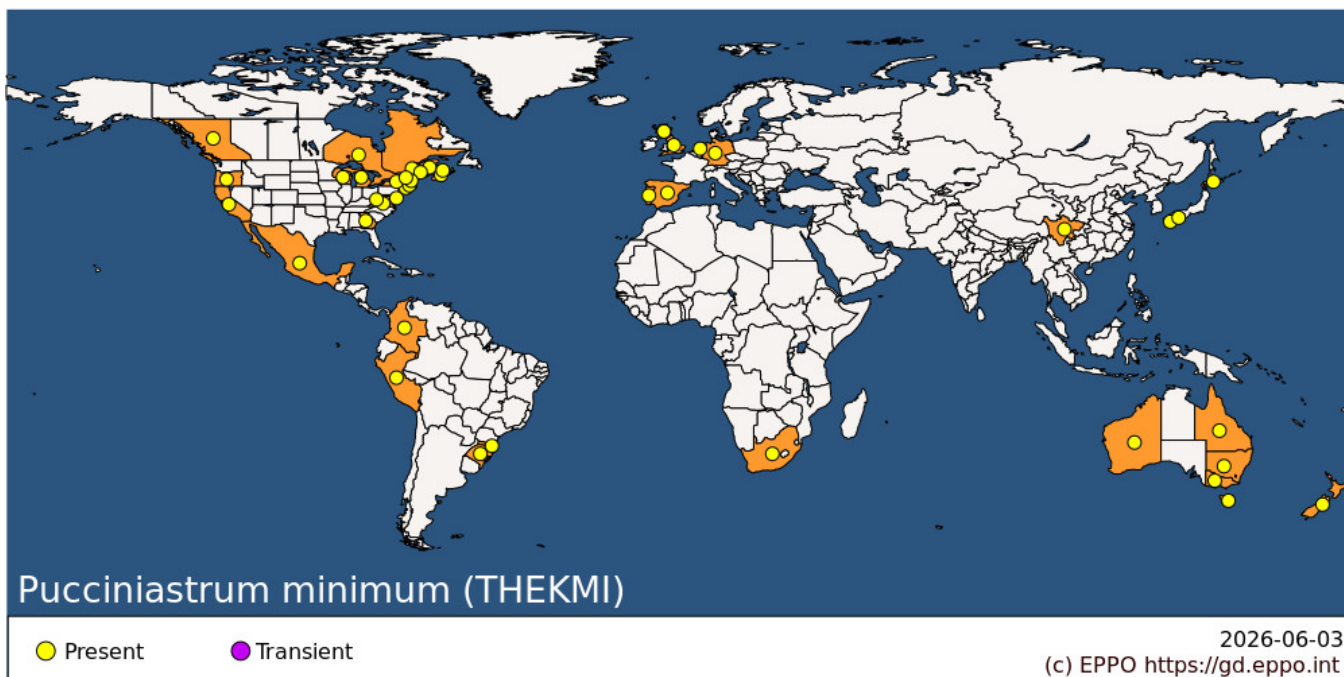 Pucciniastrum minimum (THEKMI)
Present
Transient
2026-06-03
(c) EPPO https://gd.eppo.int